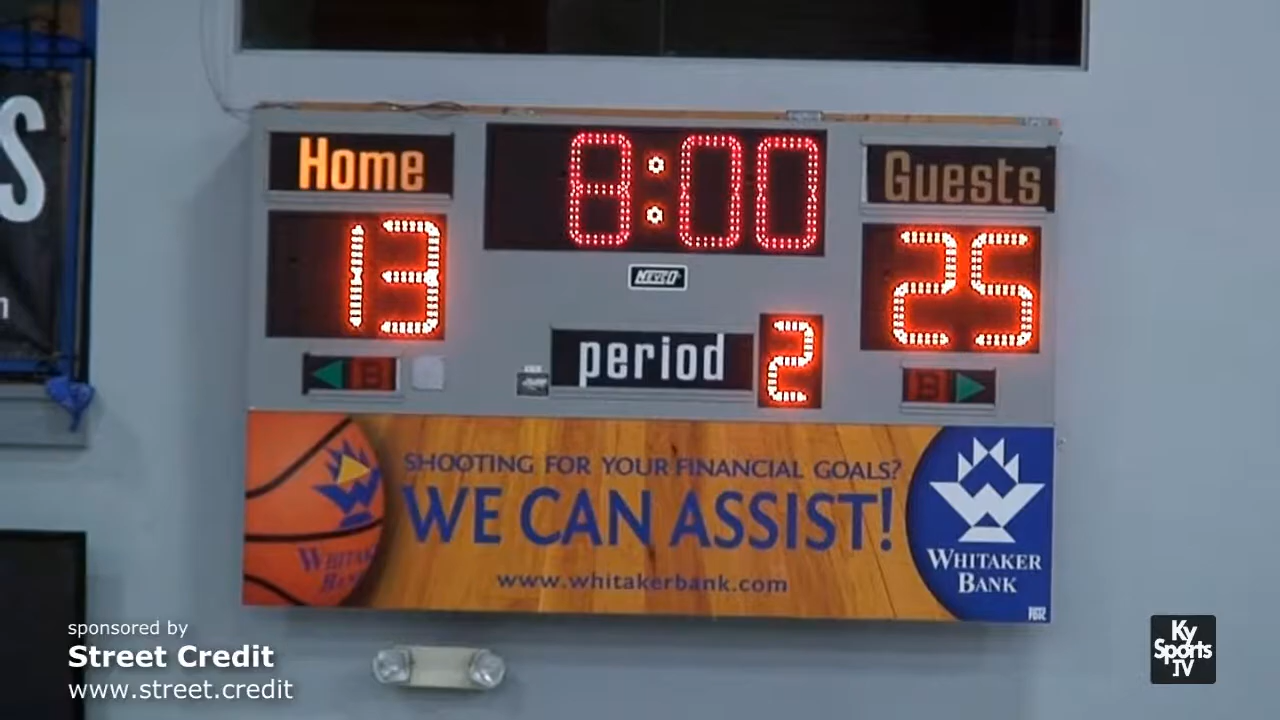 S
Home
8:00
Guests
13
25
NEVCO
period 2
B
B
SHOOTING FOR YOUR FINANCIAL GOALS?
WE CAN ASSIST!
www.whitakerbank.com
WHITAKER
BANK
sponsored by
Street Credit
www.street.credit
Ky
Sports
TV